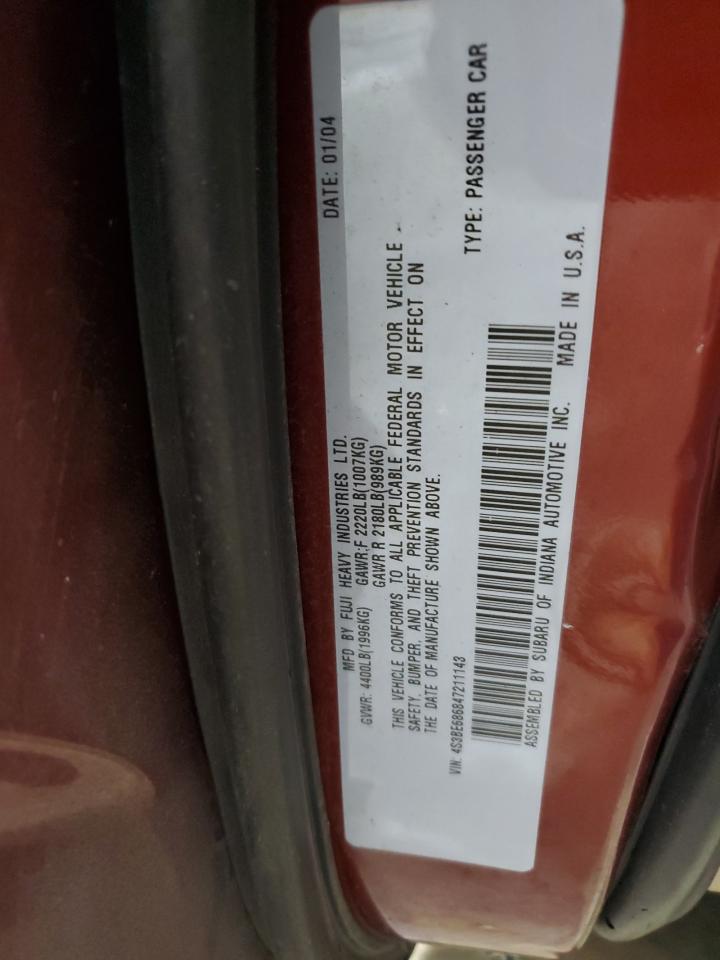 MFD BY FUJI HEAVY INDUSTRIES LTD. DATE: 01/04
GVWR: 4400LB(1996KG) GAWR:F 2220LB(1007KG)
GAWR R 2180LB(989KG)
THIS VEHICLE CONFORMS TO ALL APPLICABLE FEDERAL MOTOR VEHICLE
SAFETY, BUMPER, AND THEFT PREVENTION STANDARDS IN EFFECT ON
THE DATE OF MANUFACTURE SHOWN ABOVE.
VIN: 4S3BE686847211143 TYPE: PASSENGER CAR
ASSEMBLED BY SUBARU OF INDIANA AUTOMOTIVE INC. MADE IN U.S.A.